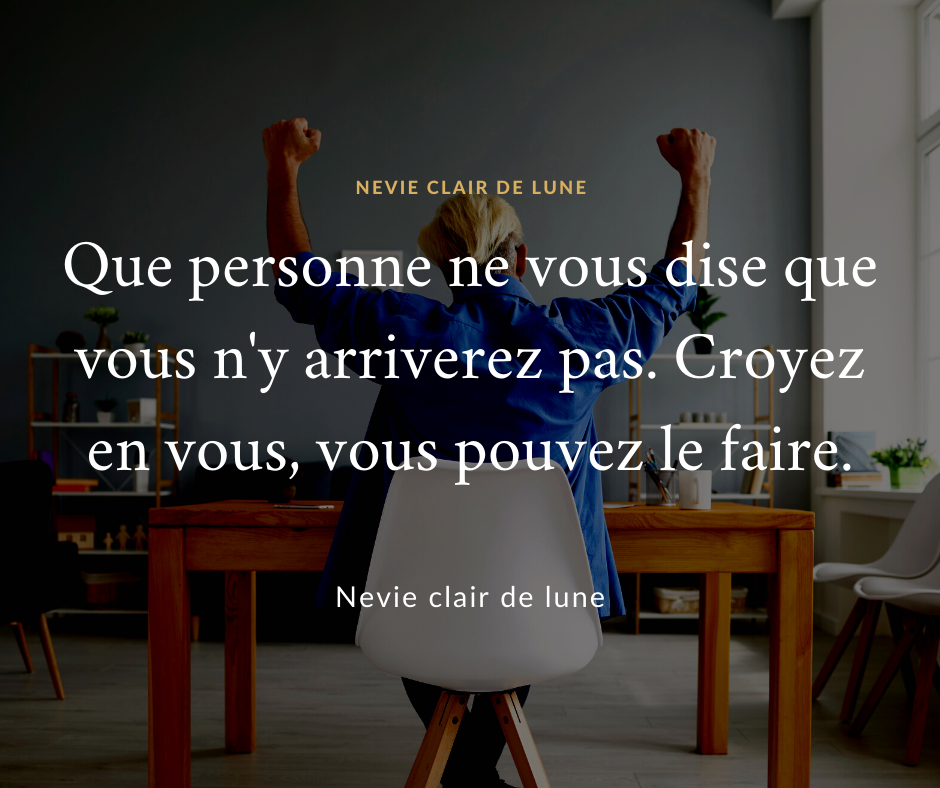 NEVIE CLAIR DE LUNE
Que personne ne vous dise que
vous n'y arriverez pas. Croyez
en vous, vous pouvez le faire.
Nevie clair de lune